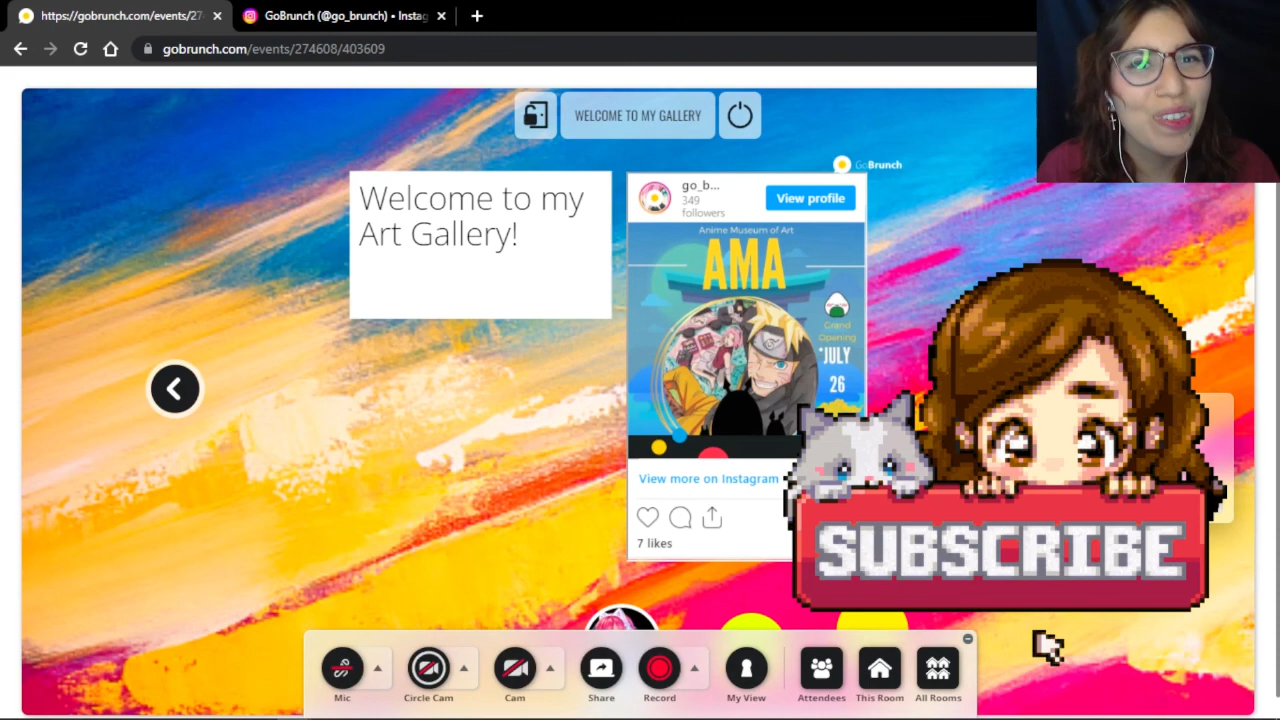 https://gobrunch.com/events/27
GoBrunch (@go_brunch) • Instag
gobrunch.com/events/274608/403609
WELCOME TO MY GALLERY
GoBrunch
Welcome to my
Art Gallery!
go_b...
349
followers
View profile
Anime Museum of Art
AMA
Grand
Opening
*JULY
26
View more on Instagram
7 likes
SUBSCRIBE
Mic
Circle Cam
Cam
Share
Record
My View
Attendees
This Room
All Rooms